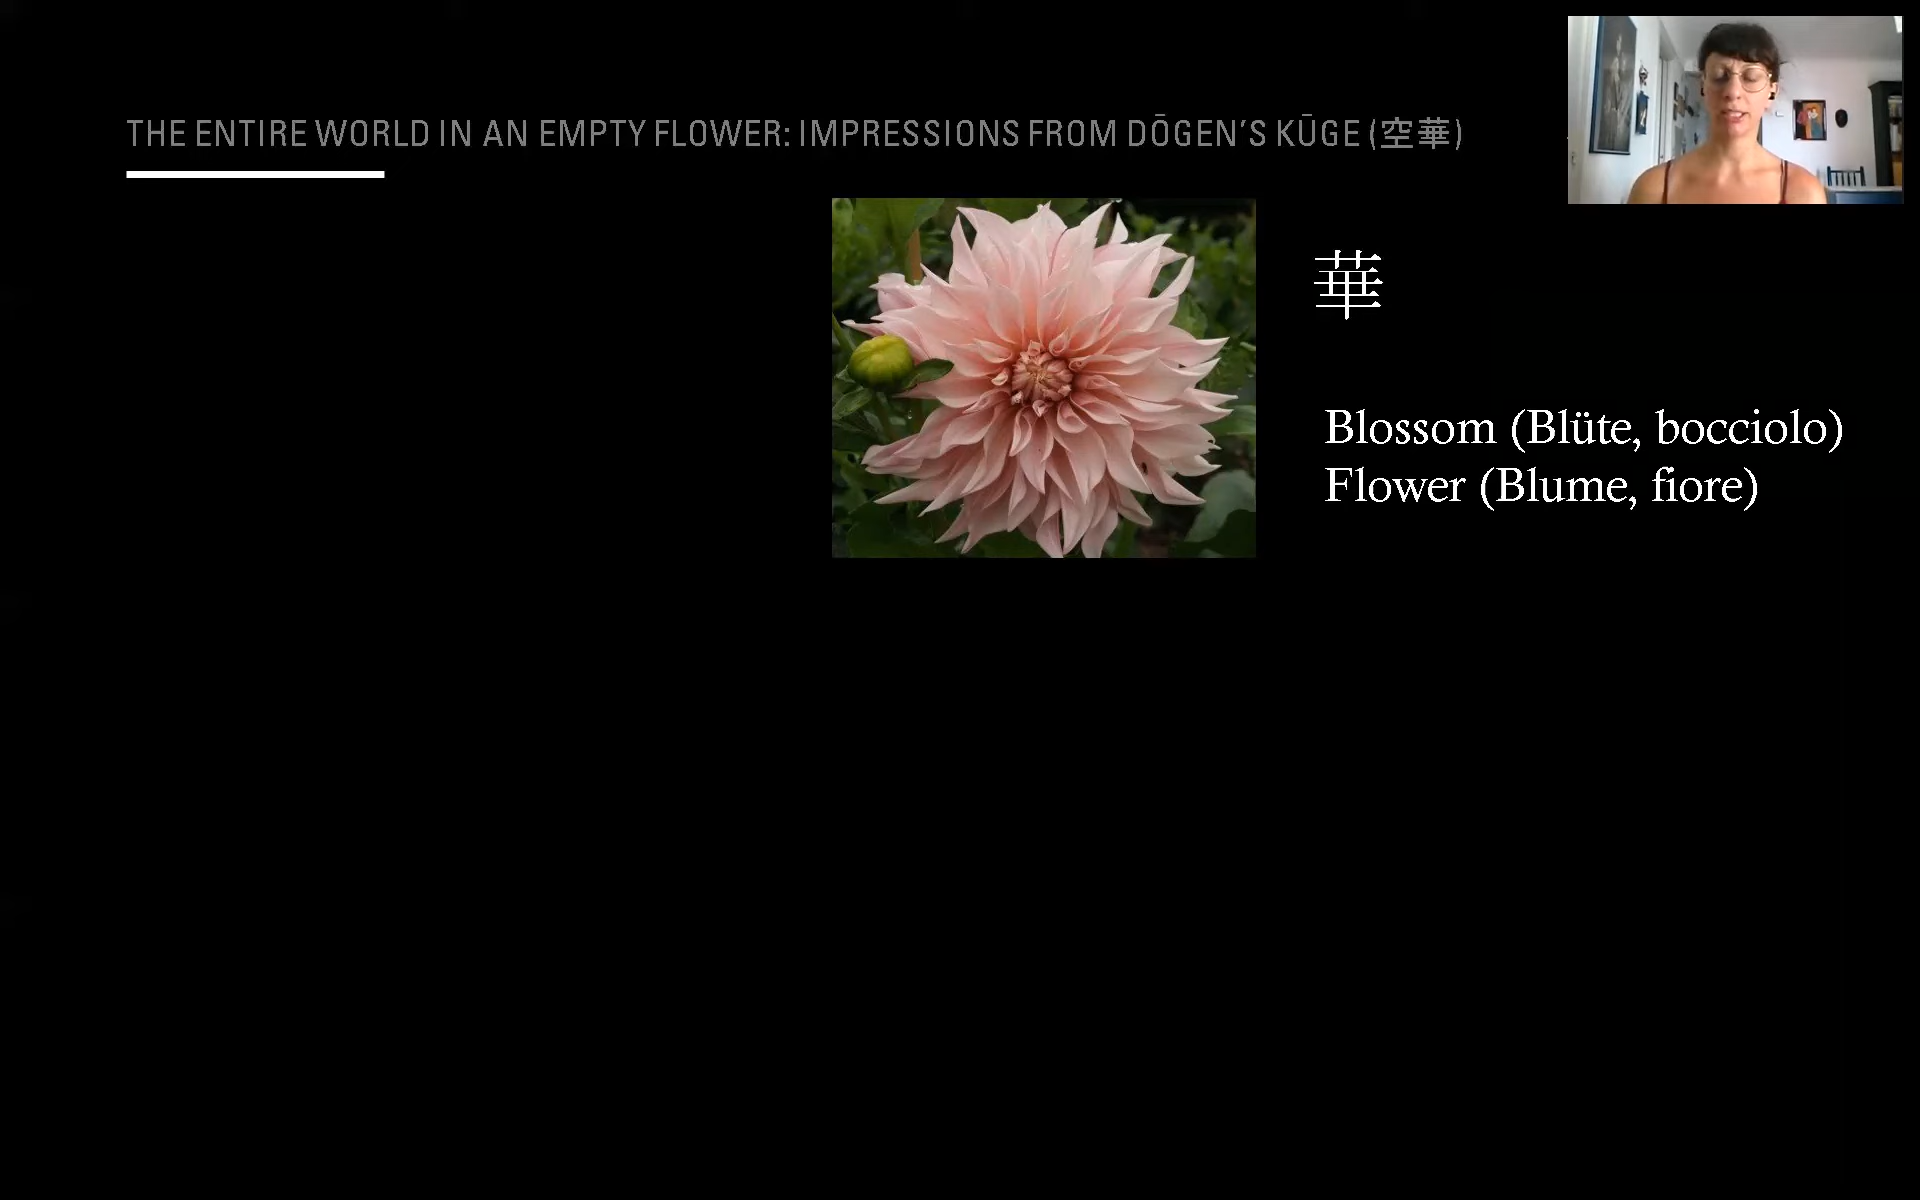 THE ENTIRE WORLD IN AN EMPTY FLOWER: IMPRESSIONS FROM DŌGEN’S KŪGE (空華)
華
Blossom (Blüte, bocciolo)
Flower (Blume, fiore)